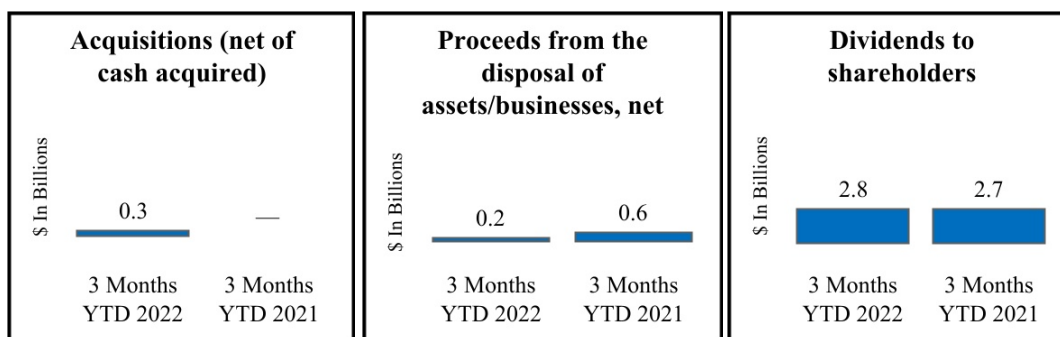 Acquisitions (net of
cash acquired)
$ In Billions
0.3
—
3 Months
YTD 2022
3 Months
YTD 2021
Proceeds from the
disposal of
assets/businesses, net
$ In Billions
0.2
0.6
3 Months
YTD 2022
3 Months
YTD 2021
Dividends to
shareholders
$ In Billions
2.8
2.7
3 Months
YTD 2022
3 Months
YTD 2021